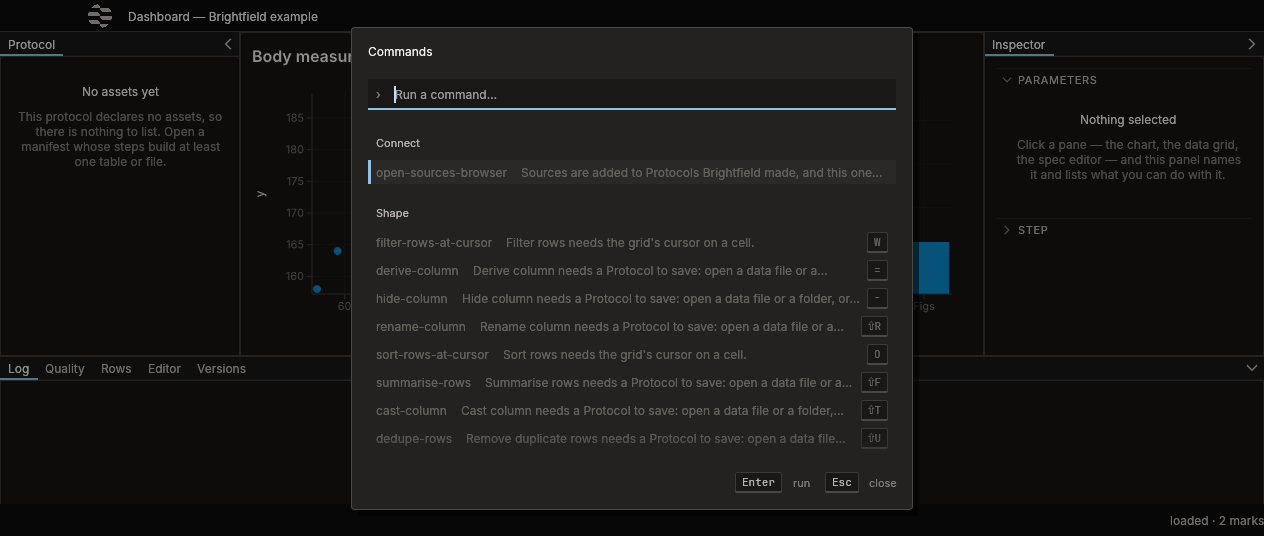 Dashboard — Brightfield example
Protocol
No assets yet
This protocol declares no assets, so
there is nothing to list. Open a
manifest whose steps build at least
one table or file.
Body measur
185
180
175
170
165
160
y
60
Figs
Commands
› Run a command...
Connect
open-sources-browser Sources are added to Protocols Brightfield made, and this one...
Shape
filter-rows-at-cursor Filter rows needs the grid's cursor on a cell. W
derive-column Derive column needs a Protocol to save: open a data file or a... =
hide-column Hide column needs a Protocol to save: open a data file or a folder, or... -
rename-column Rename column needs a Protocol to save: open a data file or a... ⇧R
sort-rows-at-cursor Sort rows needs the grid's cursor on a cell. O
summarise-rows Summarise rows needs a Protocol to save: open a data file or a... ⇧F
cast-column Cast column needs a Protocol to save: open a data file or a folder,... ⇧T
dedupe-rows Remove duplicate rows needs a Protocol to save: open a data file... ⇧U
Enter run Esc close
Inspector
PARAMETERS
Nothing selected
Click a pane — the chart, the data grid,
the spec editor — and this panel names
it and lists what you can do with it.
STEP
Log Quality Rows Editor Versions
loaded · 2 marks